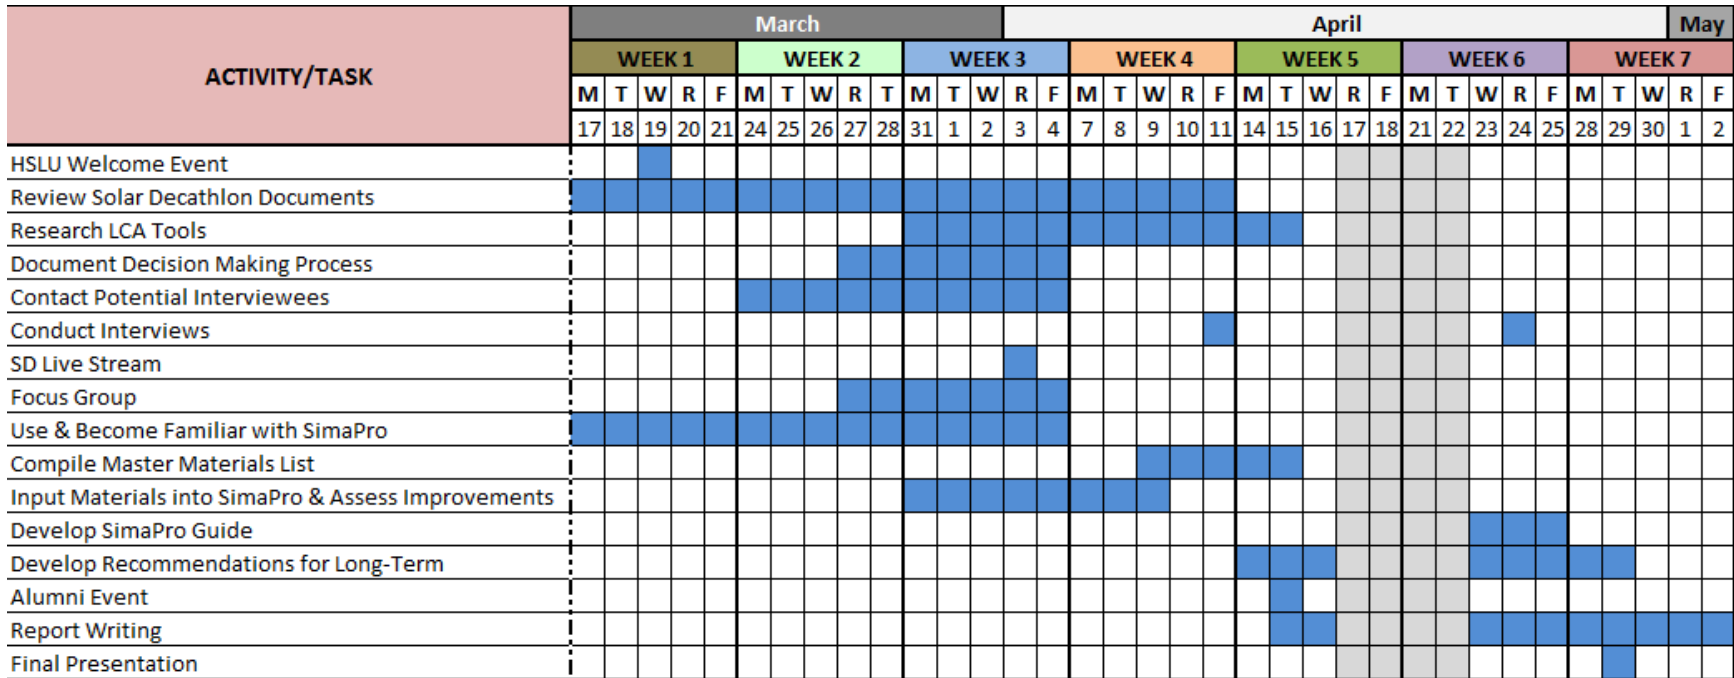 March April May
ACTIVITY/TASK
WEEK 1 WEEK 2 WEEK 3 WEEK 4 WEEK 5 WEEK 6 WEEK 7
M T W R F M T W R T M T W R F M T W R F M T W R F M T W R F M T W R F
17 18 19 20 21 24 25 26 27 28 31 1 2 3 4 7 8 9 10 11 14 15 16 17 18 21 22 23 24 25 28 29 30 1 2
HSLU Welcome Event
Review Solar Decathlon Documents
Research LCA Tools
Document Decision Making Process
Contact Potential Interviewees
Conduct Interviews
SD Live Stream
Focus Group
Use & Become Familiar with SimaPro
Compile Master Materials List
Input Materials into SimaPro & Assess Improvements
Develop SimaPro Guide
Develop Recommendations for Long-Term
Alumni Event
Report Writing
Final Presentation